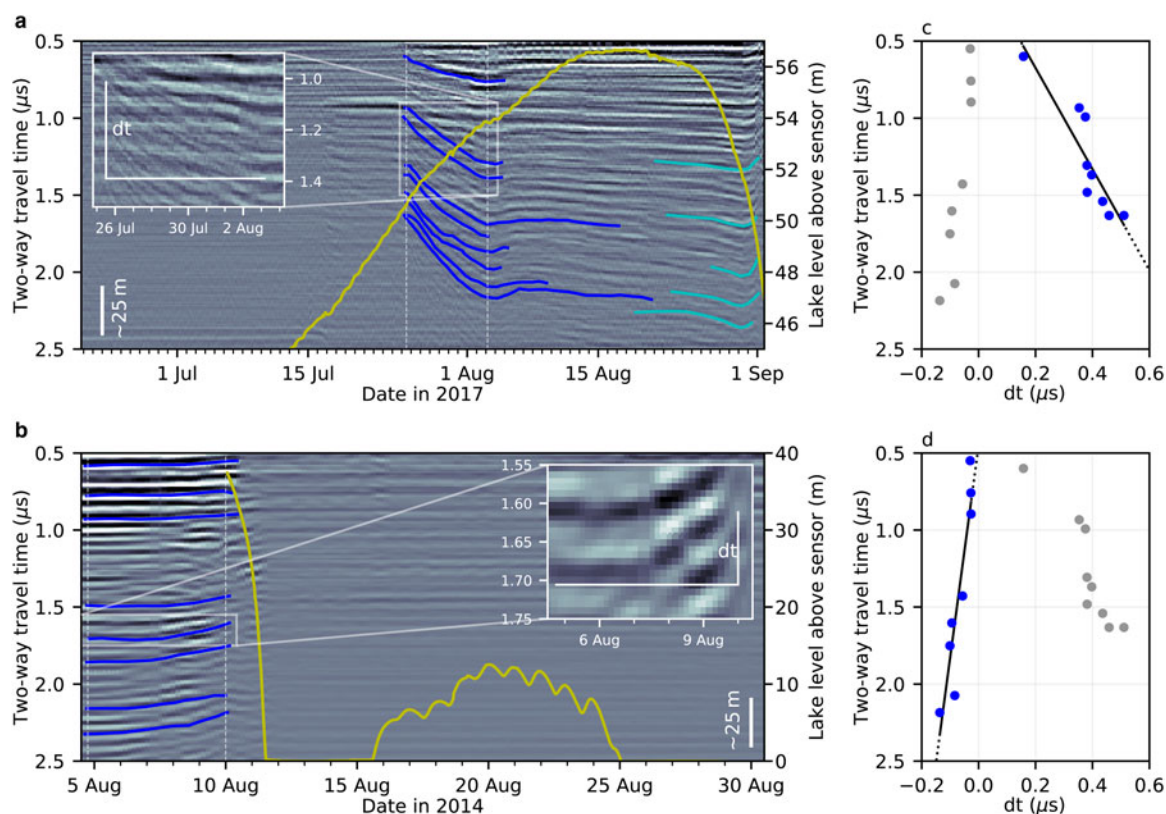 a
0.5
1.0
1.5
2.0
2.5
Two-way travel time (μs)
dt
1.0
1.2
1.4
26 Jul 30 Jul 2 Aug
~25 m
56
54
52
50
48
46
Lake level above sensor (m)
1 Jul 15 Jul 1 Aug 15 Aug 1 Sep
Date in 2017
c
0.5
1.0
1.5
2.0
2.5
Two-way travel time (μs)
−0.2 0.0 0.2 0.4 0.6
dt (μs)
b
0.5
1.0
1.5
2.0
2.5
Two-way travel time (μs)
1.55
1.60
1.65
1.70
1.75
dt
6 Aug 9 Aug
~25 m
40
30
20
10
0
Lake level above sensor (m)
5 Aug 10 Aug 15 Aug 20 Aug 25 Aug 30 Aug
Date in 2014
d
0.5
1.0
1.5
2.0
2.5
Two-way travel time (μs)
−0.2 0.0 0.2 0.4 0.6
dt (μs)